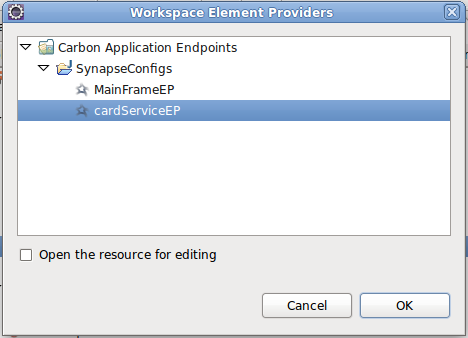 Workspace Element Providers
Carbon Application Endpoints
SynapseConfigs
MainFrameEP
cardServiceEP
Open the resource for editing
Cancel OK